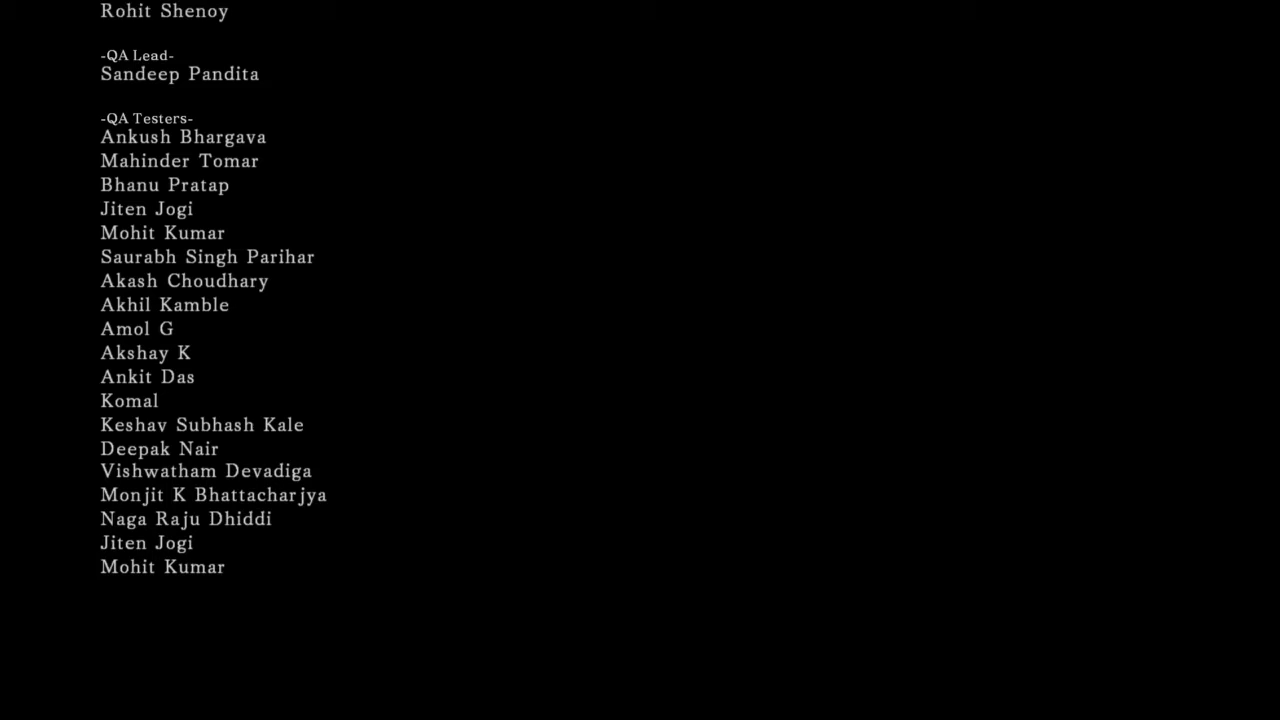 Rohit Shenoy
-QA Lead-
Sandeep Pandita
-QA Testers-
Ankush Bhargava
Mahinder Tomar
Bhanu Pratap
Jiten Jogi
Mohit Kumar
Saurabh Singh Parihar
Akash Choudhary
Akhil Kamble
Amol G
Akshay K
Ankit Das
Komal
Keshav Subhash Kale
Deepak Nair
Vishwatham Devadiga
Monjit K Bhattacharjya
Naga Raju Dhiddi
Jiten Jogi
Mohit Kumar